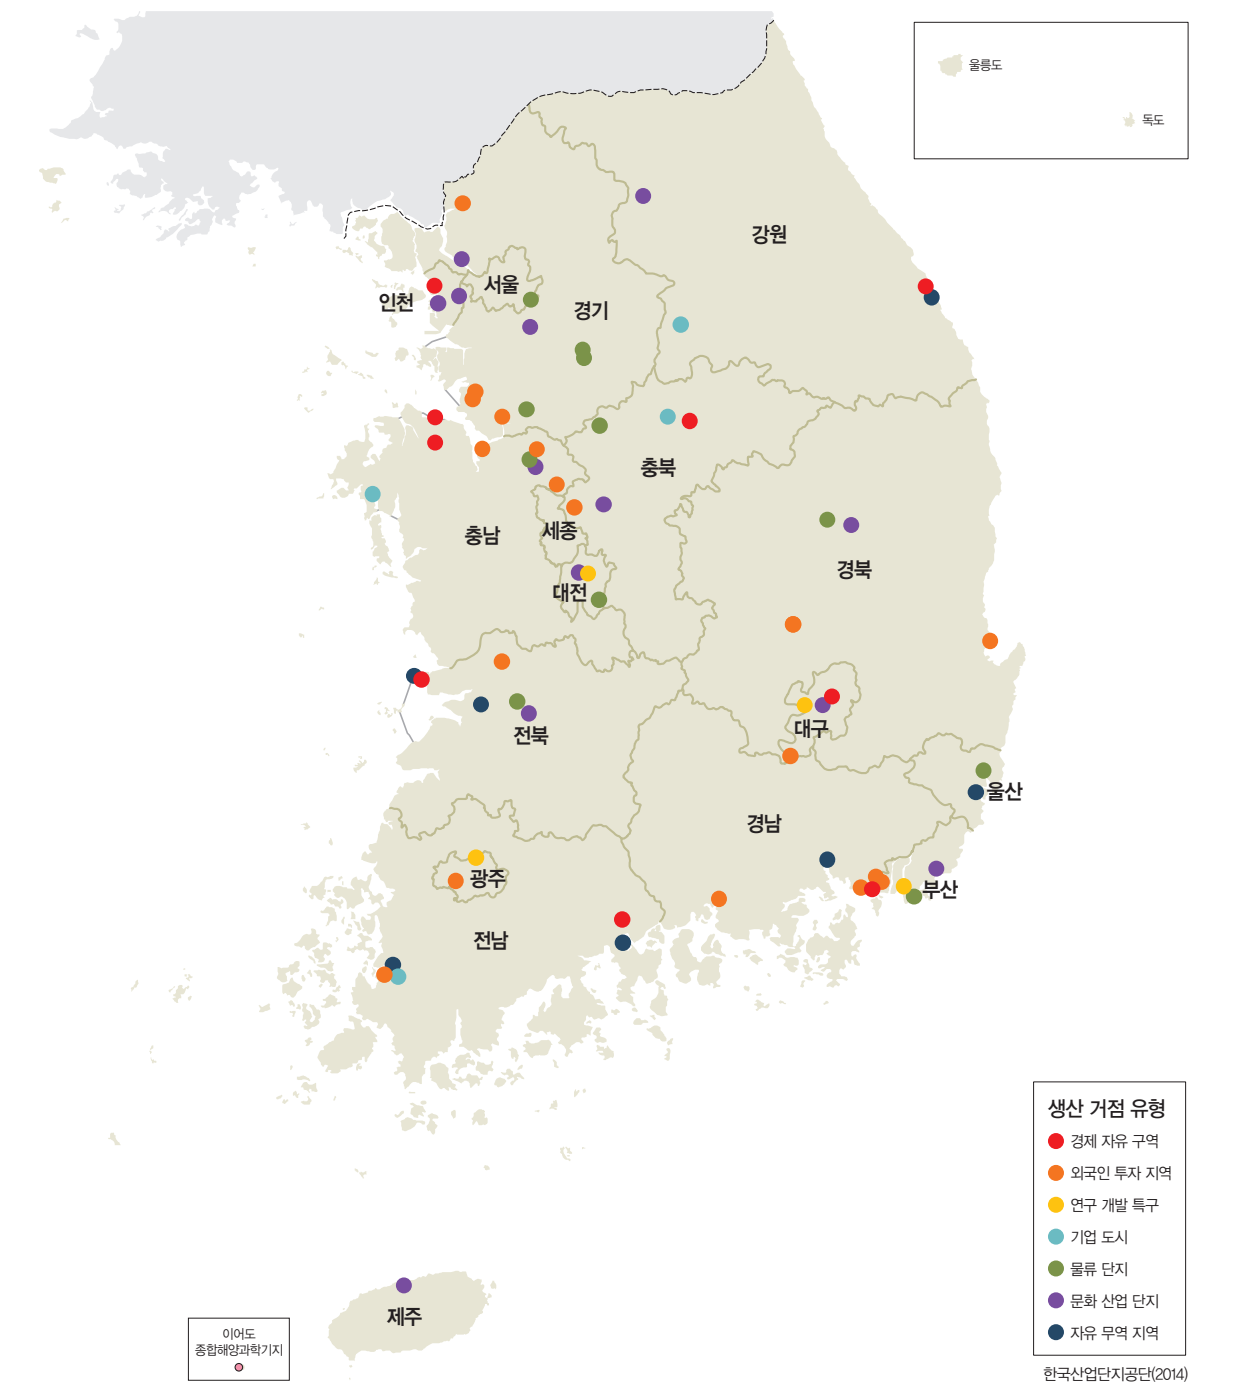 울릉도
독도
강원
서울
인천
경기
충북
충남
세종
경북
대전
대구
전북
울산
경남
광주
부산
전남
제주
이어도
종합해양과학기지
생산 거점 유형
경제 자유 구역
외국인 투자 지역
연구 개발 특구
기업 도시
물류 단지
문화 산업 단지
자유 무역 지역
한국산업단지공단(2014)